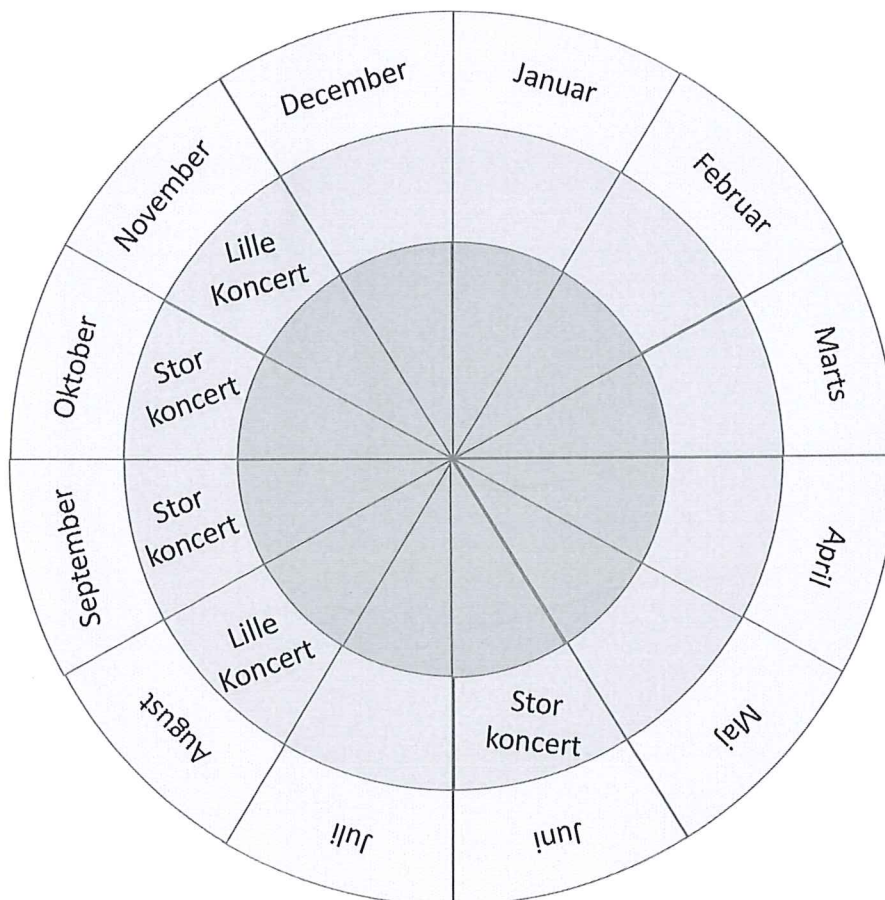 Januar
Februar
Marts
April
Maj
Juni
Juli
August
September
Oktober
November
December
Stor
koncert
Lille
Koncert
Stor
koncert
Stor
koncert
Lille
Koncert